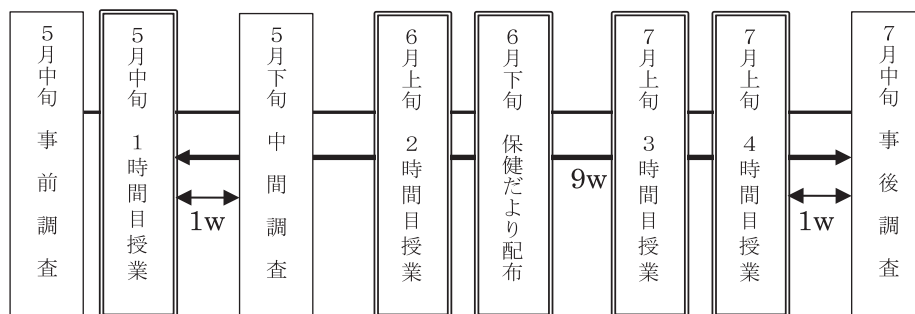 5月中旬 事前調査
5月中旬 1時間目授業
5月下旬 中間調査
6月上旬 2時間目授業
6月下旬 保健だより配布
7月上旬 3時間目授業
7月上旬 4時間目授業
7月中旬 事後調査
1w
9w
1w